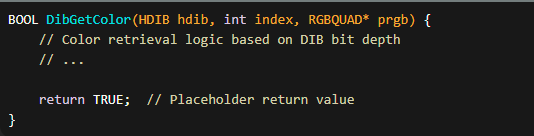 BOOL DibGetColor(HDIB hdib, int index, RGBQUAD* prgb) {
    // Color retrieval logic based on DIB bit depth
    // ...

    return TRUE;  // Placeholder return value
}